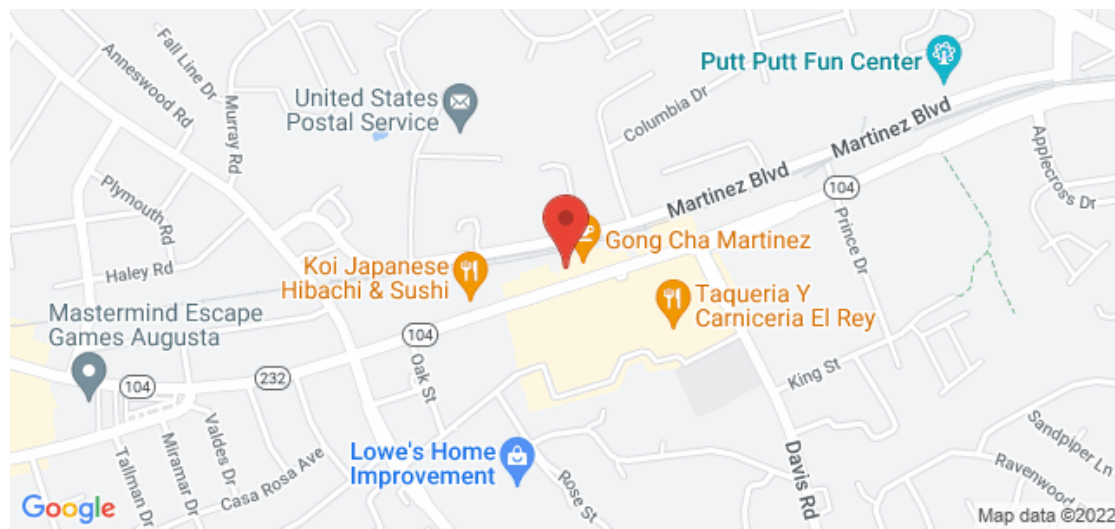 Fall Line Dr
Anneswood Rd
Murray Rd
United States
Postal Service
Putt Putt Fun Center
Columbia Dr
Martinez Blvd
Martinez Blvd
Applecross Dr
104
Prince Dr
Plymouth Rd
Haley Rd
Gong Cha Martinez
Koi Japanese
Hibachi & Sushi
Taqueria Y
Carniceria El Rey
Mastermind Escape
Games Augusta
104
104
232
Oak St
King St
Valdes Dr
Miramar Dr
Tallman Dr
Casa Rosa Ave
Lowe's Home
Improvement
Rose St
Davis Rd
Sandpiper Ln
Ravenwood
Google
Map data ©2022